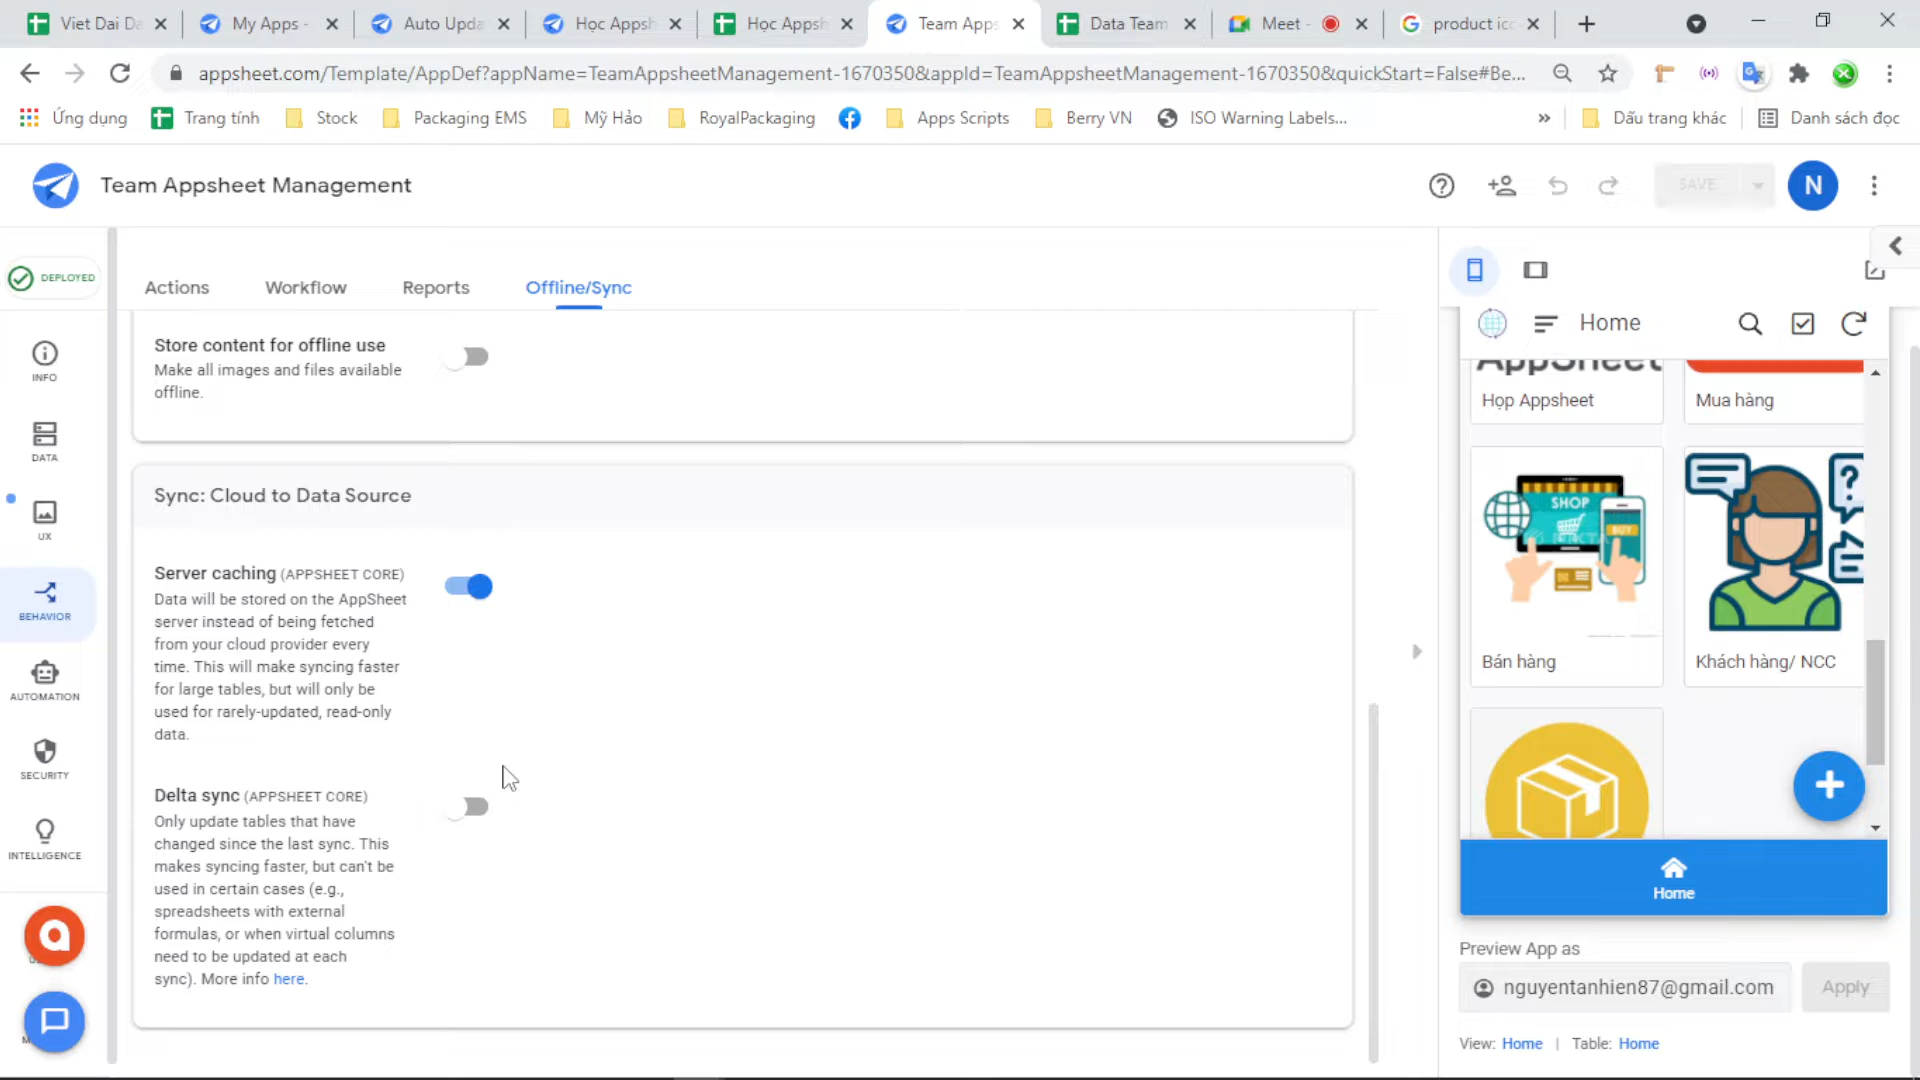 Viet Dai Da
My Apps -
Auto Upda
Học Appsh
Học Appsh
Team Apps
Data Team
Meet -
product ico
appsheet.com/Template/AppDef?appName=TeamAppsheetManagement-1670350&appId=TeamAppsheetManagement-1670350&quickStart=False#Be...
Ứng dụng
Trang tính
Stock
Packaging EMS
Mỹ Hảo
RoyalPackaging
Apps Scripts
Berry VN
ISO Warning Labels...
»
Dấu trang khác
Danh sách đọc
Team Appsheet Management
SAVE
N
DEPLOYED
INFO
DATA
UX
BEHAVIOR
AUTOMATION
SECURITY
INTELLIGENCE
Actions
Workflow
Reports
Offline/Sync
Store content for offline use
Make all images and files available
offline.
Sync: Cloud to Data Source
Server caching (APPSHEET CORE)
Data will be stored on the AppSheet
server instead of being fetched
from your cloud provider every
time. This will make syncing faster
for large tables, but will only be
used for rarely-updated, read-only
data.
Delta sync (APPSHEET CORE)
Only update tables that have
changed since the last sync. This
makes syncing faster, but can't be
used in certain cases (e.g.,
spreadsheets with external
formulas, or when virtual columns
need to be updated at each
sync). More info here.
Home
AppSheet
Họp Appsheet
Mua hàng
SHOP
BUY
?
Bán hàng
Khách hàng/ NCC
Home
Preview App as
nguyentanhien87@gmail.com
Apply
View: Home | Table: Home